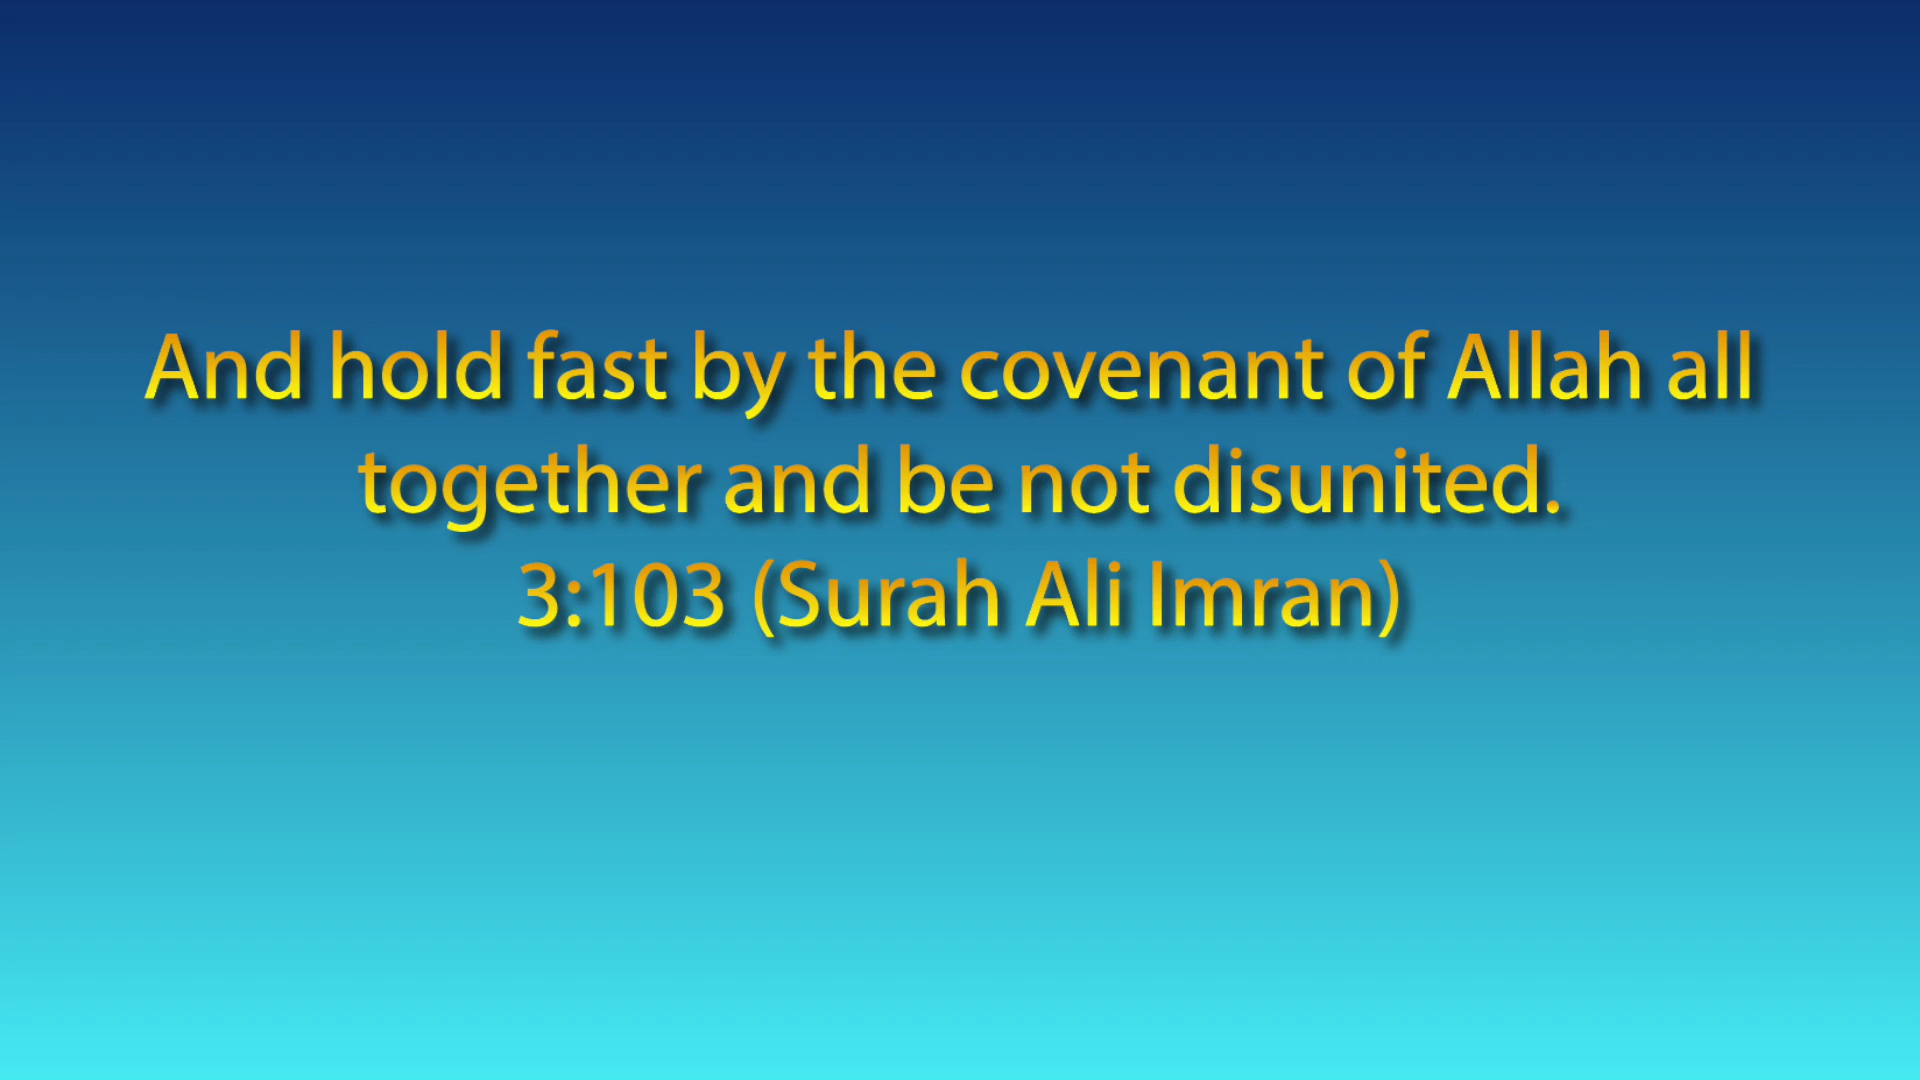 And hold fast by the covenant of Allah all
together and be not disunited.
3:103 (Surah Ali Imran)